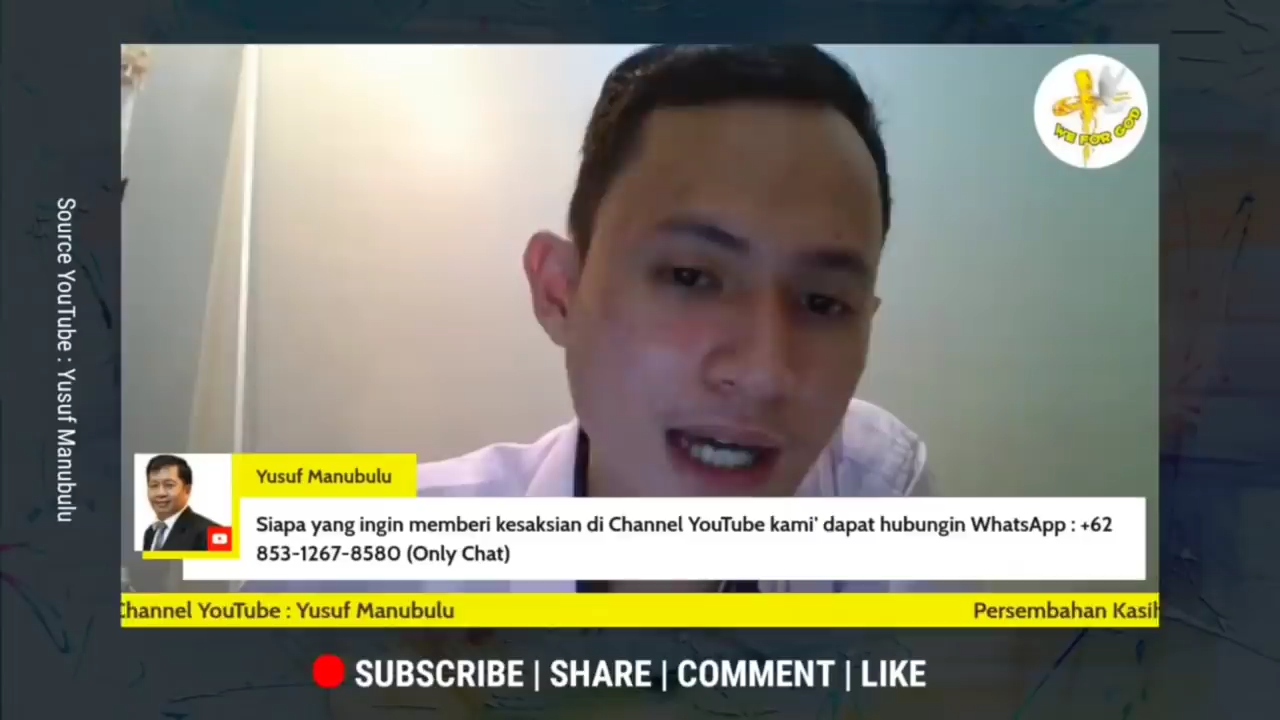 Source YouTube : Yusuf Manubulu
WE FOR GOD
Yusuf Manubulu
Siapa yang ingin memberi kesaksian di Channel YouTube kami' dapat hubungin WhatsApp : +62
853-1267-8580 (Only Chat)
Channel YouTube : Yusuf Manubulu Persembahan Kasih
SUBSCRIBE | SHARE | COMMENT | LIKE